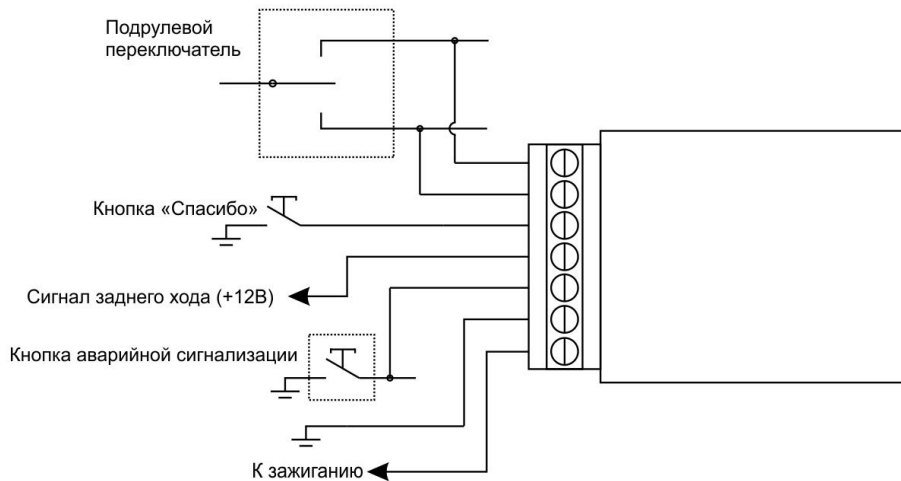 Подрулевой
переключатель
Кнопка «Спасибо»
Сигнал заднего хода (+12В)
Кнопка аварийной сигнализации
К зажиганию